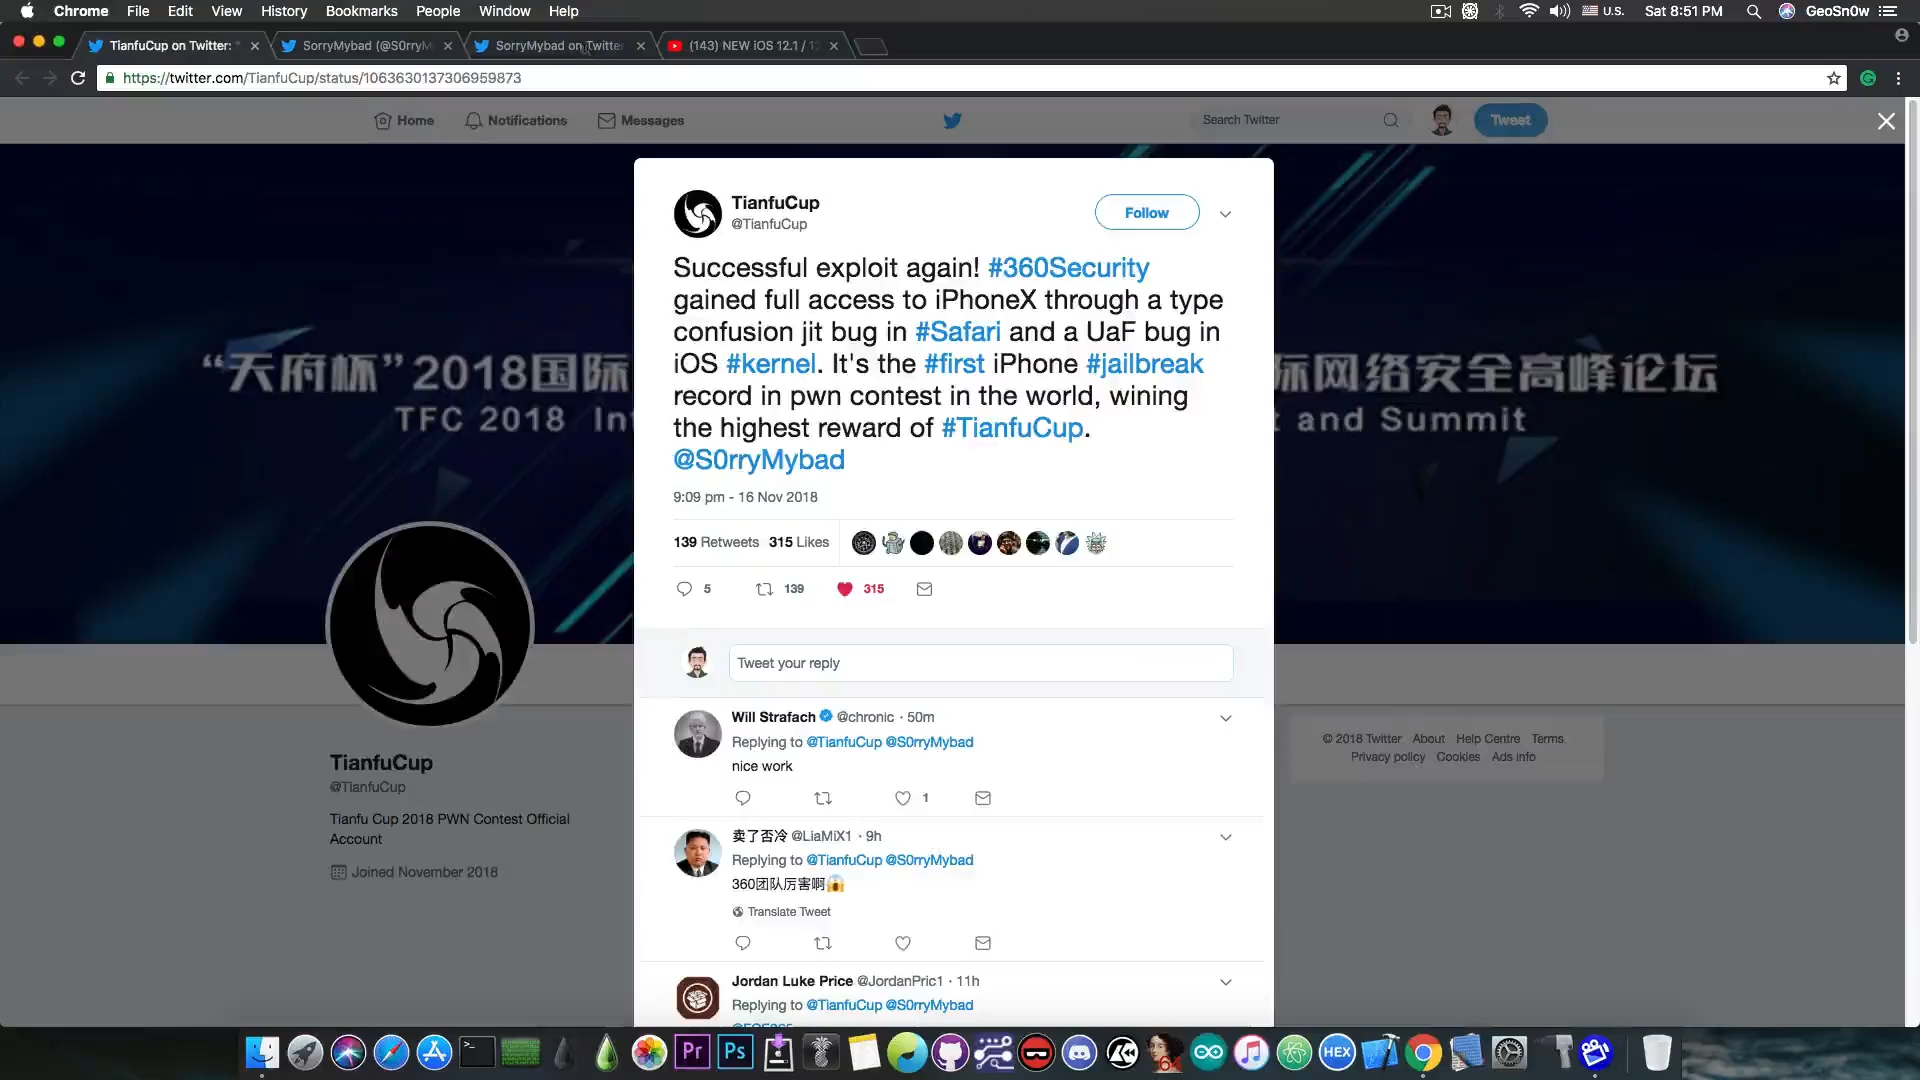 Chrome File Edit View History Bookmarks People Window Help
U.S. Sat 8:51 PM GeoSn0w
TianfuCup on Twitter: SorryMybad (@S0rryM SorryMybad on Twitter (143) NEW iOS 12.1 / 12
https://twitter.com/TianfuCup/status/1063630137306959873
Home Notifications Messages Search Twitter Tweet
TianfuCup
@TianfuCup
Follow
Successful exploit again! #360Security
gained full access to iPhoneX through a type
confusion jit bug in #Safari and a UaF bug in
iOS #kernel. It's the #first iPhone #jailbreak
record in pwn contest in the world, wining
the highest reward of #TianfuCup.
@S0rryMybad
9:09 pm - 16 Nov 2018
139 Retweets 315 Likes
5 139 315
Tweet your reply
Will Strafach @chronic · 50m
Replying to @TianfuCup @S0rryMybad
nice work
1
卖了否冷 @LiaMiX1 · 9h
Replying to @TianfuCup @S0rryMybad
360团队厉害啊😱
Translate Tweet
Jordan Luke Price @JordanPric1 · 11h
Replying to @TianfuCup @S0rryMybad
“天府杯”2018国际
际网络安全高峰论坛
TFC 2018 Int
t and Summit
TianfuCup
@TianfuCup
Tianfu Cup 2018 PWN Contest Official
Account
Joined November 2018
© 2018 Twitter About Help Centre Terms
Privacy policy Cookies Ads info
Pr Ps 64 HEX